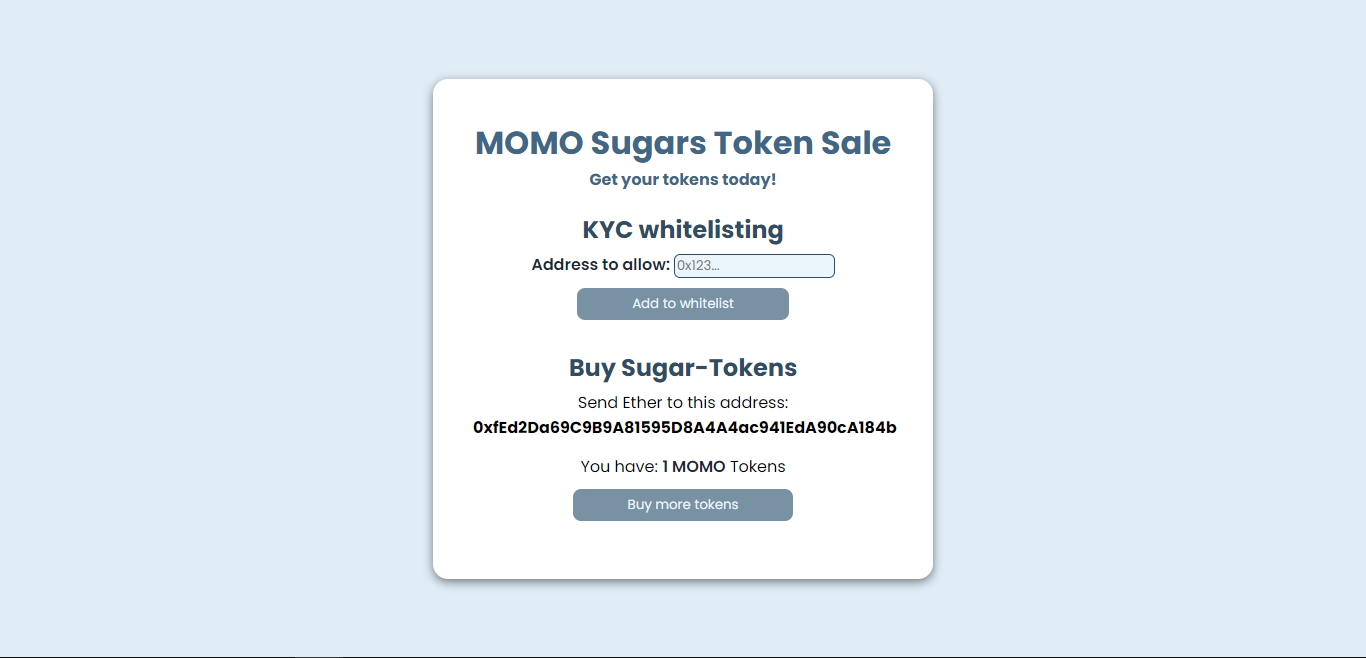 MOMO Sugars Token Sale
Get your tokens today!
KYC whitelisting
Address to allow: 0x123...
Add to whitelist
Buy Sugar-Tokens
Send Ether to this address:
0xfEd2Da69C9B9A81595D8A4A4ac941EdA90cA184b
You have: 1 MOMO Tokens
Buy more tokens